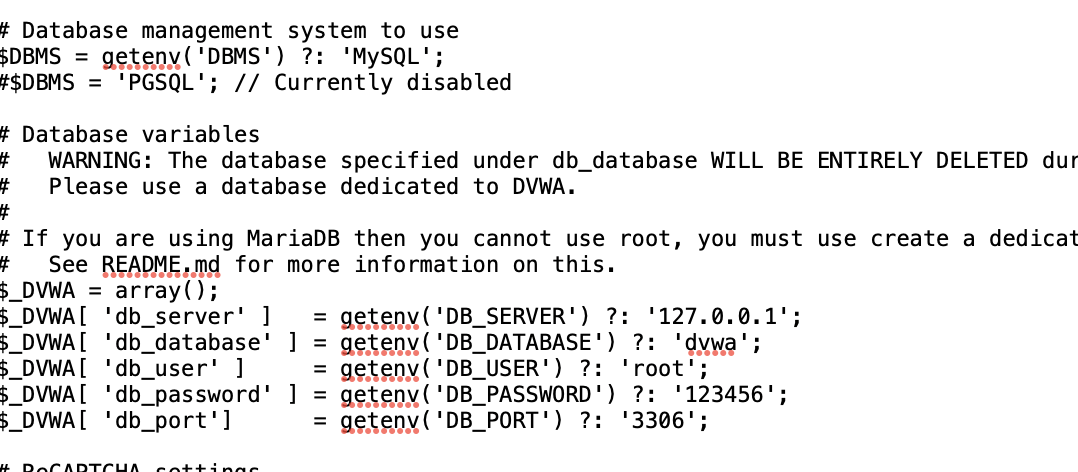 # Database management system to use
$DBMS = getenv('DBMS') ?: 'MySQL';
#$DBMS = 'PGSQL'; // Currently disabled
# Database variables
#   WARNING: The database specified under db_database WILL BE ENTIRELY DELETED dur
#   Please use a database dedicated to DVWA.
#
# If you are using MariaDB then you cannot use root, you must use create a dedicat
#   See README.md for more information on this.
$_DVWA = array();
$_DVWA[ 'db_server' ]   = getenv('DB_SERVER') ?: '127.0.0.1';
$_DVWA[ 'db_database' ] = getenv('DB_DATABASE') ?: 'dvwa';
$_DVWA[ 'db_user' ]     = getenv('DB_USER') ?: 'root';
$_DVWA[ 'db_password' ] = getenv('DB_PASSWORD') ?: '123456';
$_DVWA[ 'db_port']      = getenv('DB_PORT') ?: '3306';
# ReCAPTCHA settings